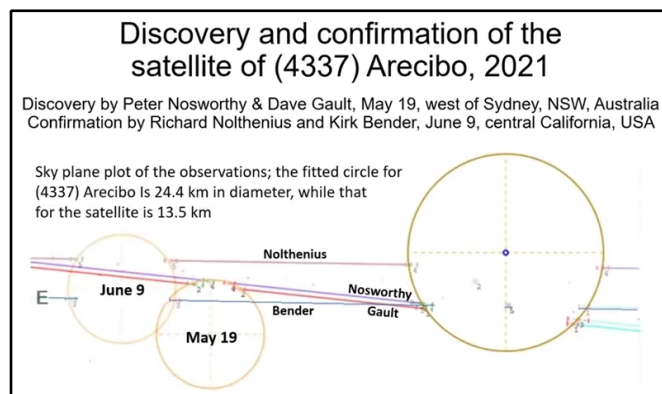 Discovery and confirmation of the
satellite of (4337) Arecibo, 2021
Discovery by Peter Nosworthy & Dave Gault, May 19, west of Sydney, NSW, Australia
Confirmation by Richard Nolthenius and Kirk Bender, June 9, central California, USA
Sky plane plot of the observations; the fitted circle for
(4337) Arecibo Is 24.4 km in diameter, while that
for the satellite is 13.5 km
Nolthenius
E
June 9
Nosworthy
Bender
Gault
May 19